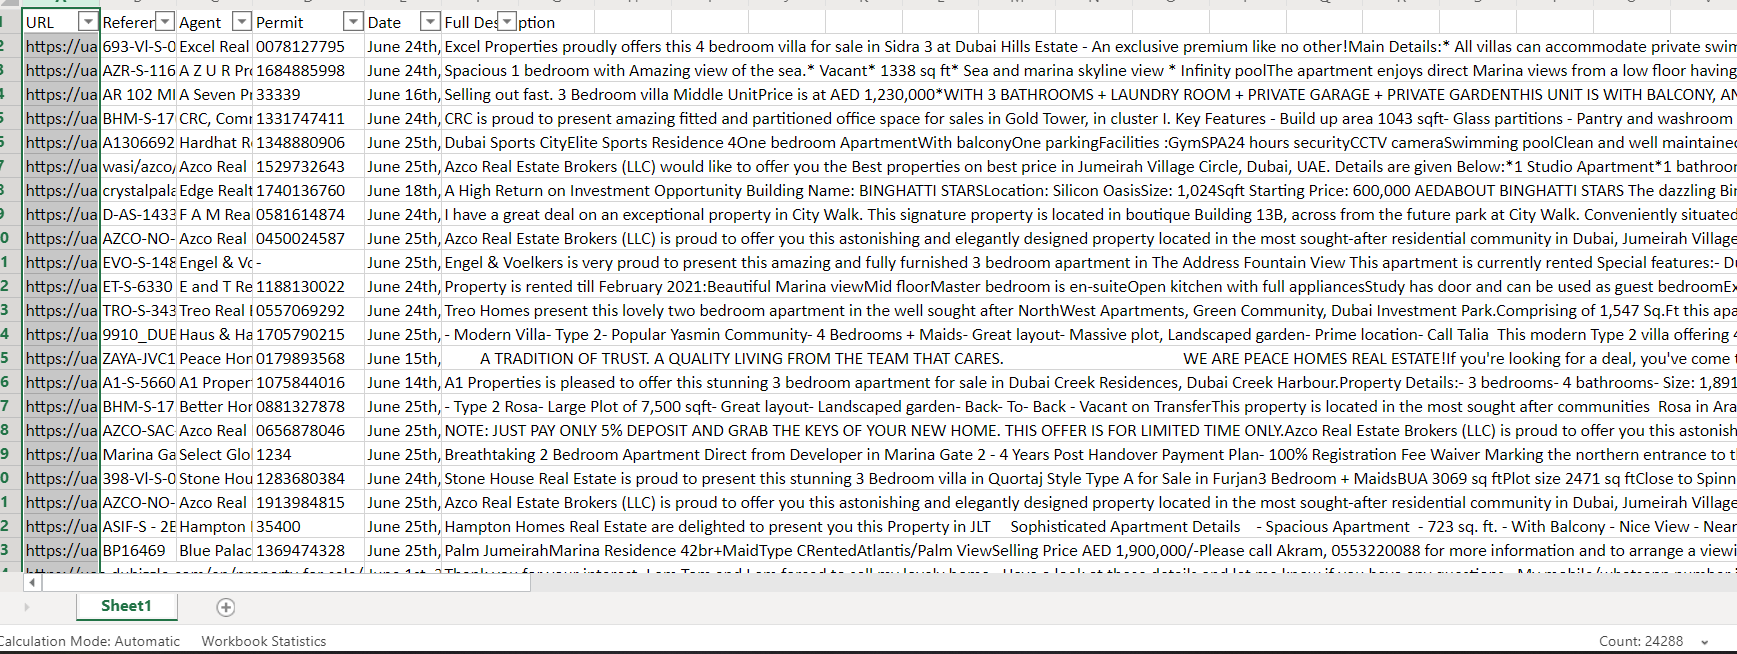 URL Referer Agent Permit Date Full Des ption
https://ua 693-Vl-S-0 Excel Real 0078127795 June 24th, Excel Properties proudly offers this 4 bedroom villa for sale in Sidra 3 at Dubai Hills Estate - An exclusive premium like no other!Main Details:* All villas can accommodate private swim
https://ua AZR-S-116 A Z U R Pr 1684885998 June 24th, Spacious 1 bedroom with Amazing view of the sea.* Vacant* 1338 sq ft* Sea and marina skyline view * Infinity poolThe apartment enjoys direct Marina views from a low floor having
https://ua AR 102 MI A Seven Pr 33339 June 16th, Selling out fast. 3 Bedroom villa Middle UnitPrice is at AED 1,230,000*WITH 3 BATHROOMS + LAUNDRY ROOM + PRIVATE GARAGE + PRIVATE GARDENTHIS UNIT IS WITH BALCONY, AN
https://ua BHM-S-17 CRC, Com 1331747411 June 24th, CRC is proud to present amazing fitted and partitioned office space for sales in Gold Tower, in cluster I. Key Features - Build up area 1043 sqft- Glass partitions - Pantry and washroom
https://ua A1306692 Hardhat R 1348880906 June 25th, Dubai Sports CityElite Sports Residence 4One bedroom ApartmentWith balconyOne parkingFacilities :GymSPA24 hours securityCCTV cameraSwimming poolClean and well maintained
https://ua wasi/azco/ Azco Real 1529732643 June 25th, Azco Real Estate Brokers (LLC) would like to offer you the Best properties on best price in Jumeirah Village Circle, Dubai, UAE. Details are given Below:*1 Studio Apartment*1 bathroor
https://ua crystalpala Edge Realt 1740136760 June 18th, A High Return on Investment Opportunity Building Name: BINGHATTI STARSLocation: Silicon OasisSize: 1,024Sqft Starting Price: 600,000 AEDABOUT BINGHATTI STARS The dazzling Bir
https://ua D-AS-1433 F A M Rea 0581614874 June 24th, I have a great deal on an exceptional property in City Walk. This signature property is located in boutique Building 13B, across from the future park at City Walk. Conveniently situated
https://ua AZCO-NO- Azco Real 0450024587 June 25th, Azco Real Estate Brokers (LLC) is proud to offer you this astonishing and elegantly designed property located in the most sought-after residential community in Dubai, Jumeirah Village
https://ua EVO-S-148 Engel & Vo - June 25th, Engel & Voelkers is very proud to present this amazing and fully furnished 3 bedroom apartment in The Address Fountain View This apartment is currently rented Special features:- Du
https://ua ET-S-6330 E and T Re 1188130022 June 24th, Property is rented till February 2021:Beautiful Marina viewMid floorMaster bedroom is en-suiteOpen kitchen with full appliancesStudy has door and can be used as guest bedroomEx
https://ua TRO-S-343 Treo Real I 0557069292 June 24th, Treo Homes present this lovely two bedroom apartment in the well sought after NorthWest Apartments, Green Community, Dubai Investment Park.Comprising of 1,547 Sq.Ft this apa
https://ua 9910_DUE Haus & Ha 1705790215 June 25th, - Modern Villa- Type 2- Popular Yasmin Community- 4 Bedrooms + Maids- Great layout- Massive plot, Landscaped garden- Prime location- Call Talia This modern Type 2 villa offering 4
https://ua ZAYA-JVC1 Peace Hon 0179893568 June 15th, A TRADITION OF TRUST. A QUALITY LIVING FROM THE TEAM THAT CARES. WE ARE PEACE HOMES REAL ESTATE!If you're looking for a deal, you've come t
https://ua A1-S-5660 A1 Proper 1075844016 June 14th, A1 Properties is pleased to offer this stunning 3 bedroom apartment for sale in Dubai Creek Residences, Dubai Creek Harbour.Property Details:- 3 bedrooms- 4 bathrooms- Size: 1,891
https://ua BHM-S-17 Better Hor 0881327878 June 25th, - Type 2 Rosa- Large Plot of 7,500 sqft- Great layout- Landscaped garden- Back- To- Back - Vacant on TransferThis property is located in the most sought after communities Rosa in Ara
https://ua AZCO-SAC Azco Real 0656878046 June 25th, NOTE: JUST PAY ONLY 5% DEPOSIT AND GRAB THE KEYS OF YOUR NEW HOME. THIS OFFER IS FOR LIMITED TIME ONLY.Azco Real Estate Brokers (LLC) is proud to offer you this astonish
https://ua Marina Ga Select Glo 1234 June 25th, Breathtaking 2 Bedroom Apartment Direct from Developer in Marina Gate 2 - 4 Years Post Handover Payment Plan- 100% Registration Fee Waiver Marking the northern entrance to t
https://ua 398-Vl-S-0 Stone Hou 1283680384 June 24th, Stone House Real Estate is proud to present this stunning 3 Bedroom villa in Quortaj Style Type A for Sale in Furjan3 Bedroom + MaidsBUA 3069 sq ftPlot size 2471 sq ftClose to Spinn
https://ua AZCO-NO- Azco Real 1913984815 June 25th, Azco Real Estate Brokers (LLC) is proud to offer you this astonishing and elegantly designed property located in the most sought-after residential community in Dubai, Jumeirah Village
https://ua ASIF-S - 2E Hampton I 35400 June 25th, Hampton Homes Real Estate are delighted to present you this Property in JLT Sophisticated Apartment Details - Spacious Apartment - 723 sq. ft. - With Balcony - Nice View - Near
https://ua BP16469 Blue Palac 1369474328 June 25th, Palm JumeirahMarina Residence 42br+MaidType CRentedAtlantis/Palm ViewSelling Price AED 1,900,000/-Please call Akram, 0553220088 for more information and to arrange a viewi
Sheet1
Calculation Mode: Automatic Workbook Statistics Count: 24288